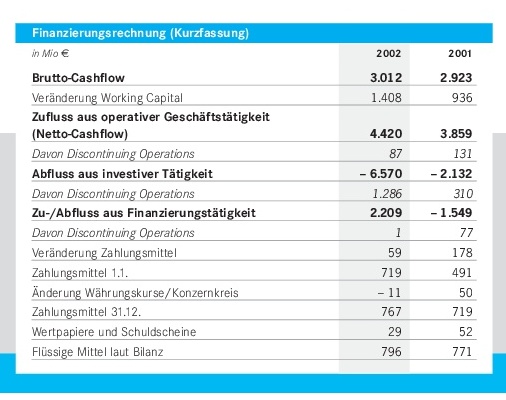 Finanzierungsrechnung (Kurzfassung)
in Mio € 2002 2001
Brutto-Cashflow 3.012 2.923
Veränderung Working Capital 1.408 936
Zufluss aus operativer Geschäftstätigkeit
(Netto-Cashflow) 4.420 3.859
Davon Discontinuing Operations 87 131
Abfluss aus investiver Tätigkeit – 6.570 – 2.132
Davon Discontinuing Operations 1.286 310
Zu-/Abfluss aus Finanzierungstätigkeit 2.209 – 1.549
Davon Discontinuing Operations 1 77
Veränderung Zahlungsmittel 59 178
Zahlungsmittel 1.1. 719 491
Änderung Währungskurse/Konzernkreis – 11 50
Zahlungsmittel 31.12. 767 719
Wertpapiere und Schuldscheine 29 52
Flüssige Mittel laut Bilanz 796 771